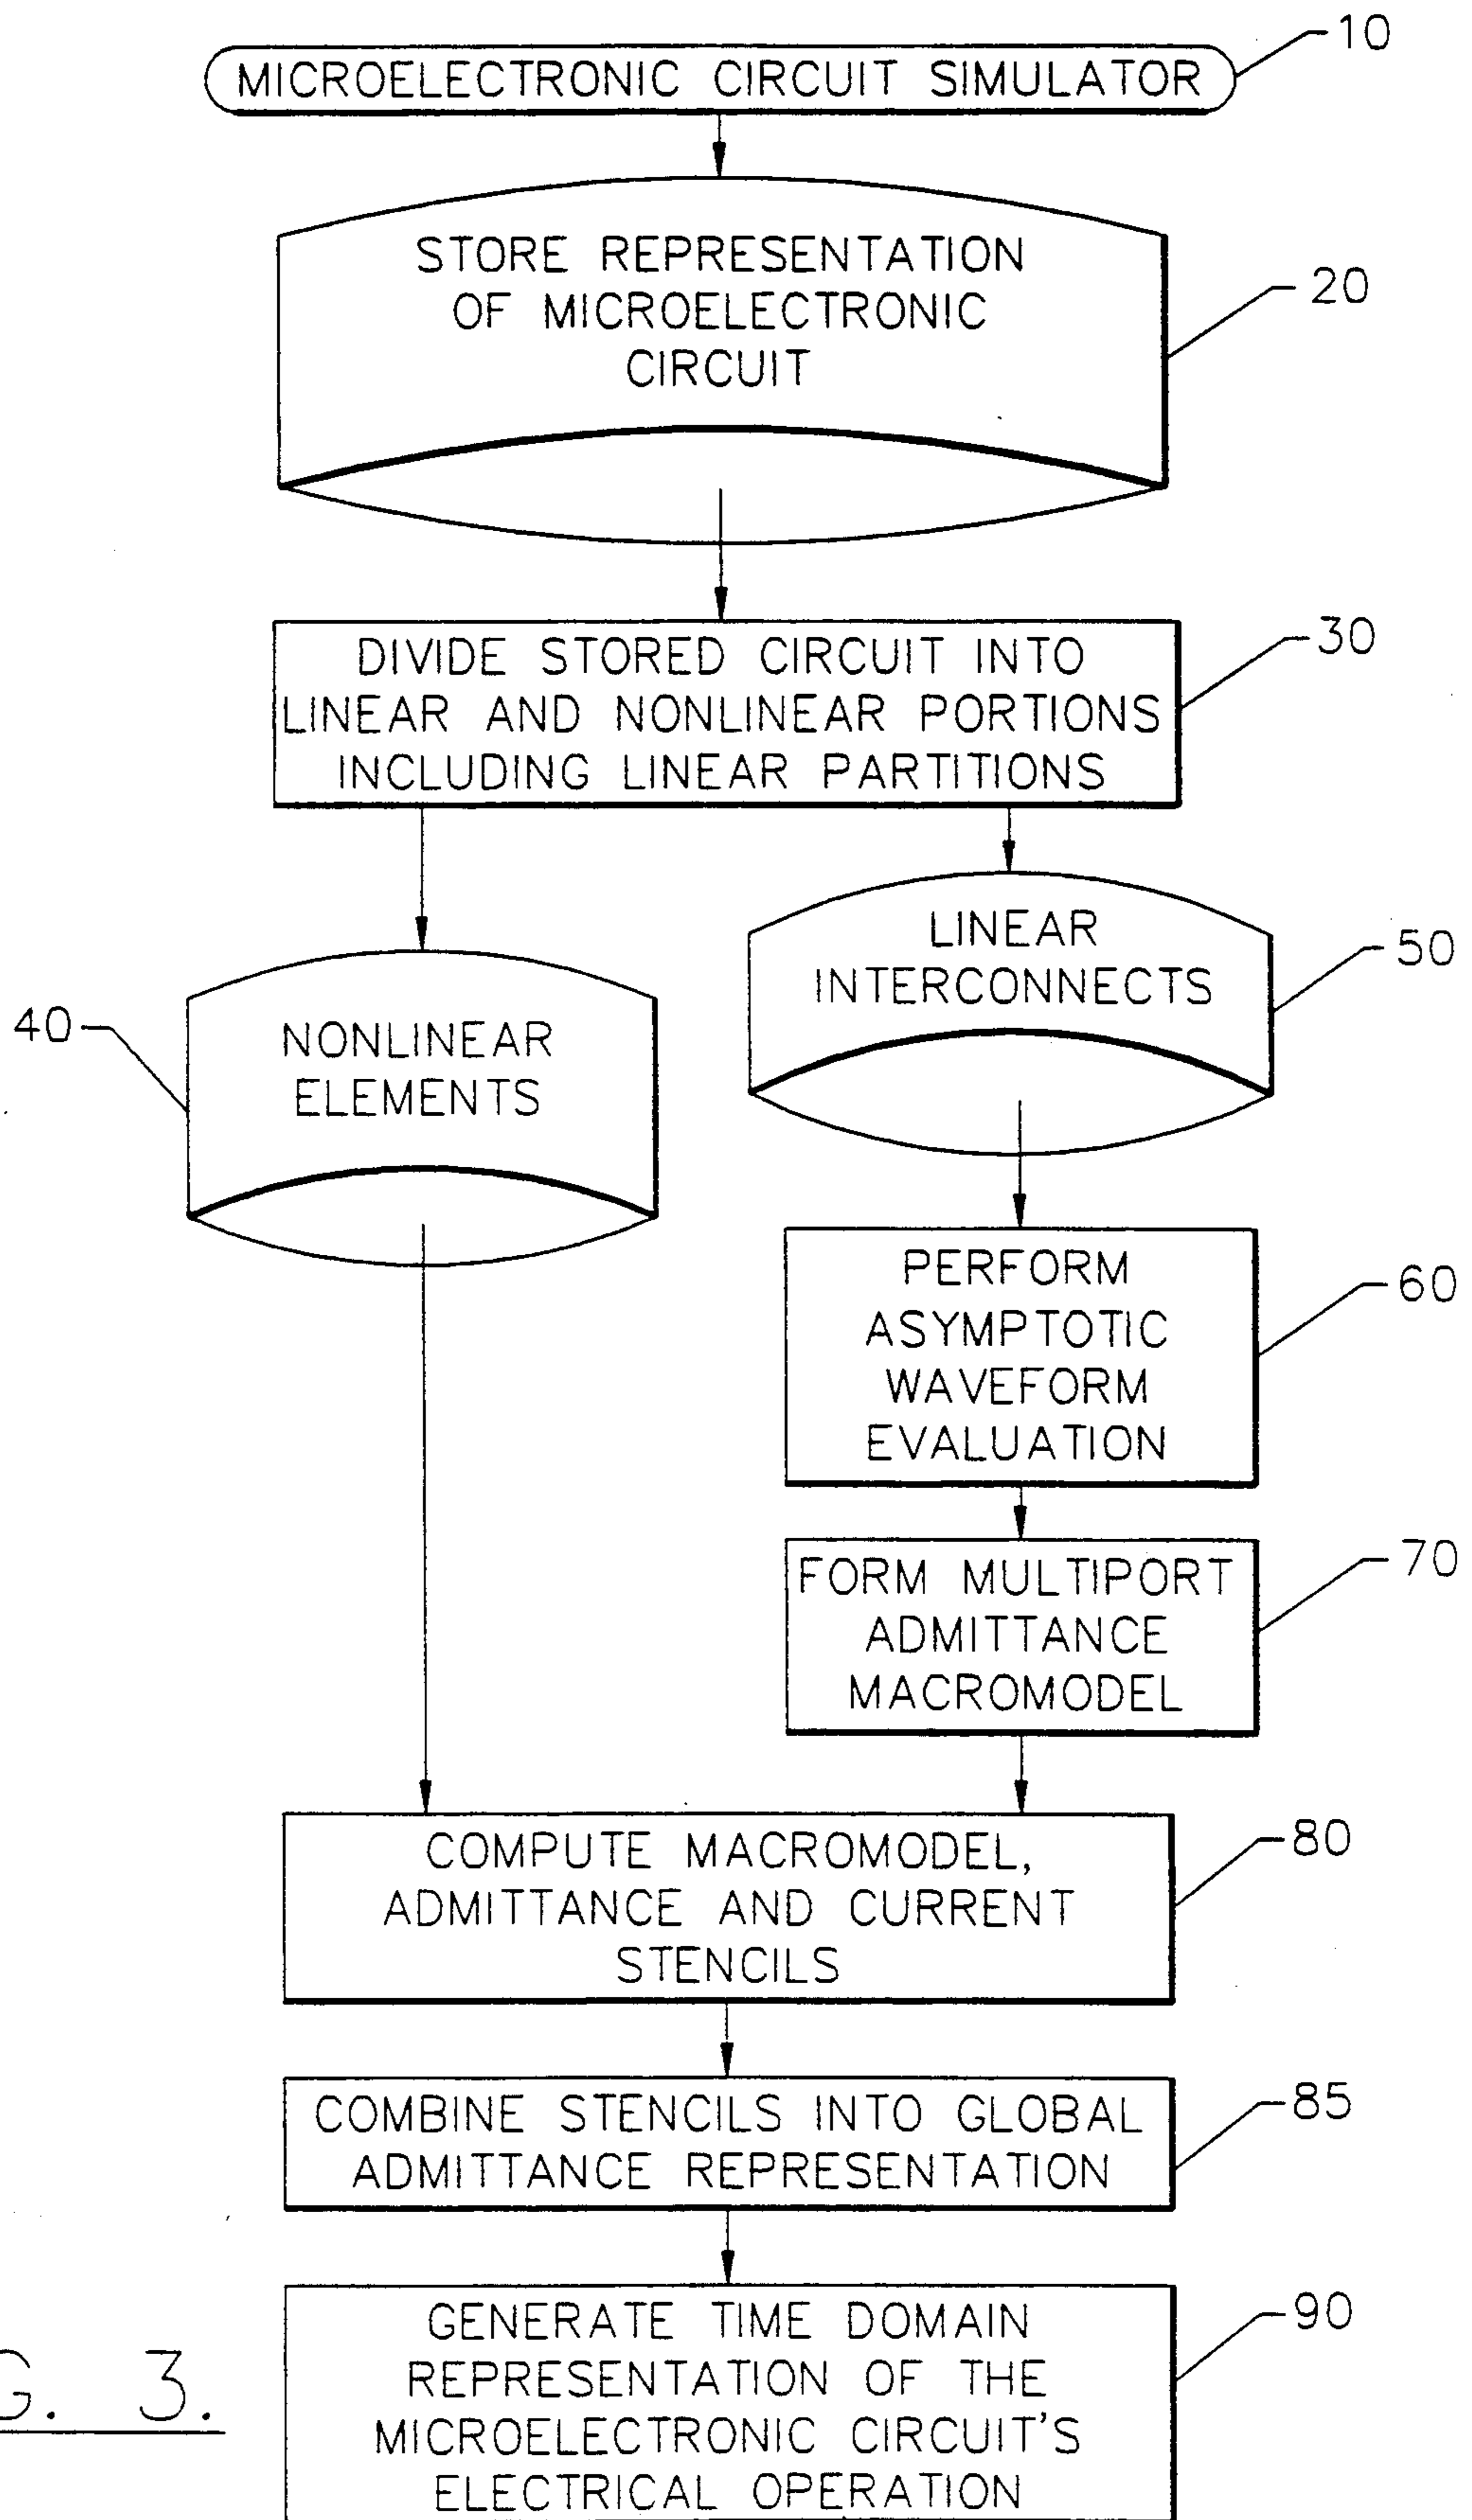 10
MICROELECTRONIC CIRCUIT SIMULATOR
STORE REPRESENTATION
OF MICROELECTRONIC
CIRCUIT
20
DIVIDE STORED CIRCUIT INTO
LINEAR AND NONLINEAR PORTIONS
INCLUDING LINEAR PARTITIONS
30
40
NONLINEAR
ELEMENTS
LINEAR
INTERCONNECTS
50
PERFORM
ASYMPTOTIC
WAVEFORM
EVALUATION
60
FORM MULTIPORT
ADMITTANCE
MACROMODEL
70
COMPUTE MACROMODEL,
ADMITTANCE AND CURRENT
STENCILS
80
COMBINE STENCILS INTO GLOBAL
ADMITTANCE REPRESENTATION
85
GENERATE TIME DOMAIN
REPRESENTATION OF THE
MICROELECTRONIC CIRCUIT'S
ELECTRICAL OPERATION
90
G. 3.